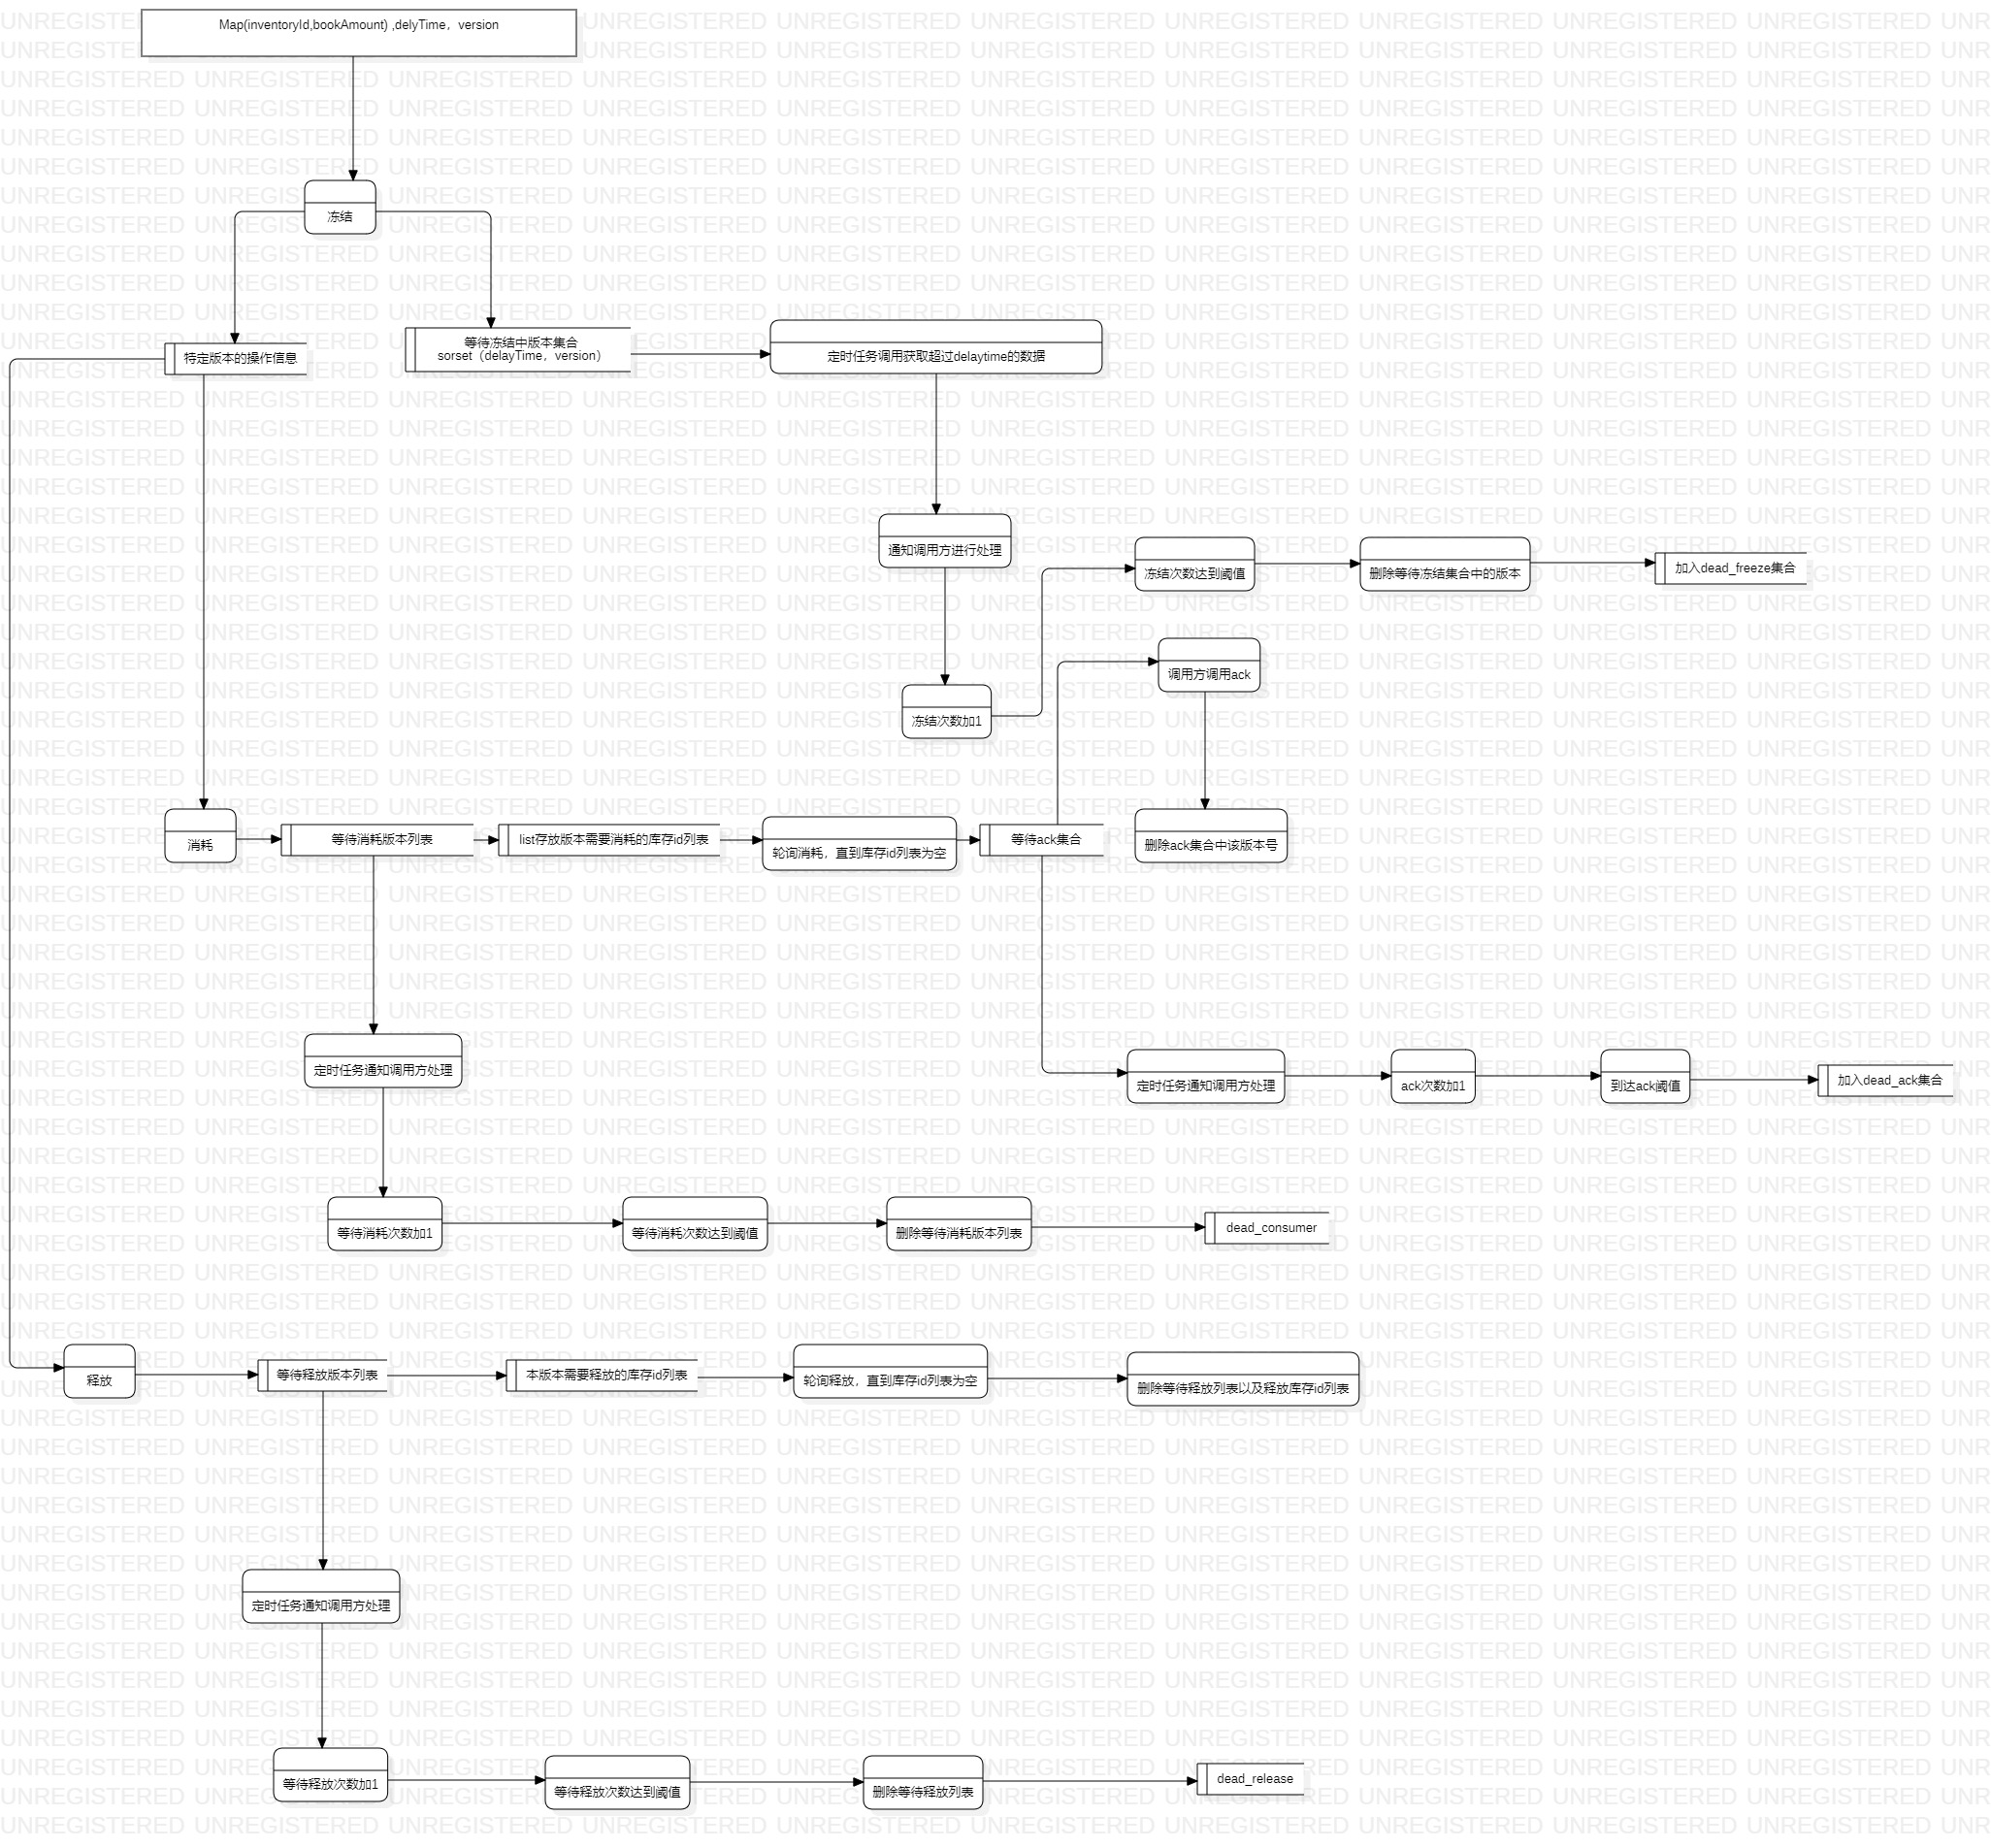 Map(inventoryId,bookAmount) ,delyTime，version
冻结
等待冻结中版本集合
sorset（delayTime，version）
特定版本的操作信息
定时任务调用获取超过delaytime的数据
通知调用方进行处理
冻结次数达到阈值
删除等待冻结集合中的版本
加入dead_freeze集合
调用方调用ack
冻结次数加1
消耗
等待消耗版本列表
list存放版本需要消耗的库存id列表
轮询消耗，直到库存id列表为空
等待ack集合
删除ack集合中该版本号
定时任务通知调用方处理
定时任务通知调用方处理
ack次数加1
到达ack阈值
加入dead_ack集合
等待消耗次数加1
等待消耗次数达到阈值
删除等待消耗版本列表
dead_consumer
释放
等待释放版本列表
本版本需要释放的库存id列表
轮询释放，直到库存id列表为空
删除等待释放列表以及释放库存id列表
定时任务通知调用方处理
等待释放次数加1
等待释放次数达到阈值
删除等待释放列表
dead_release